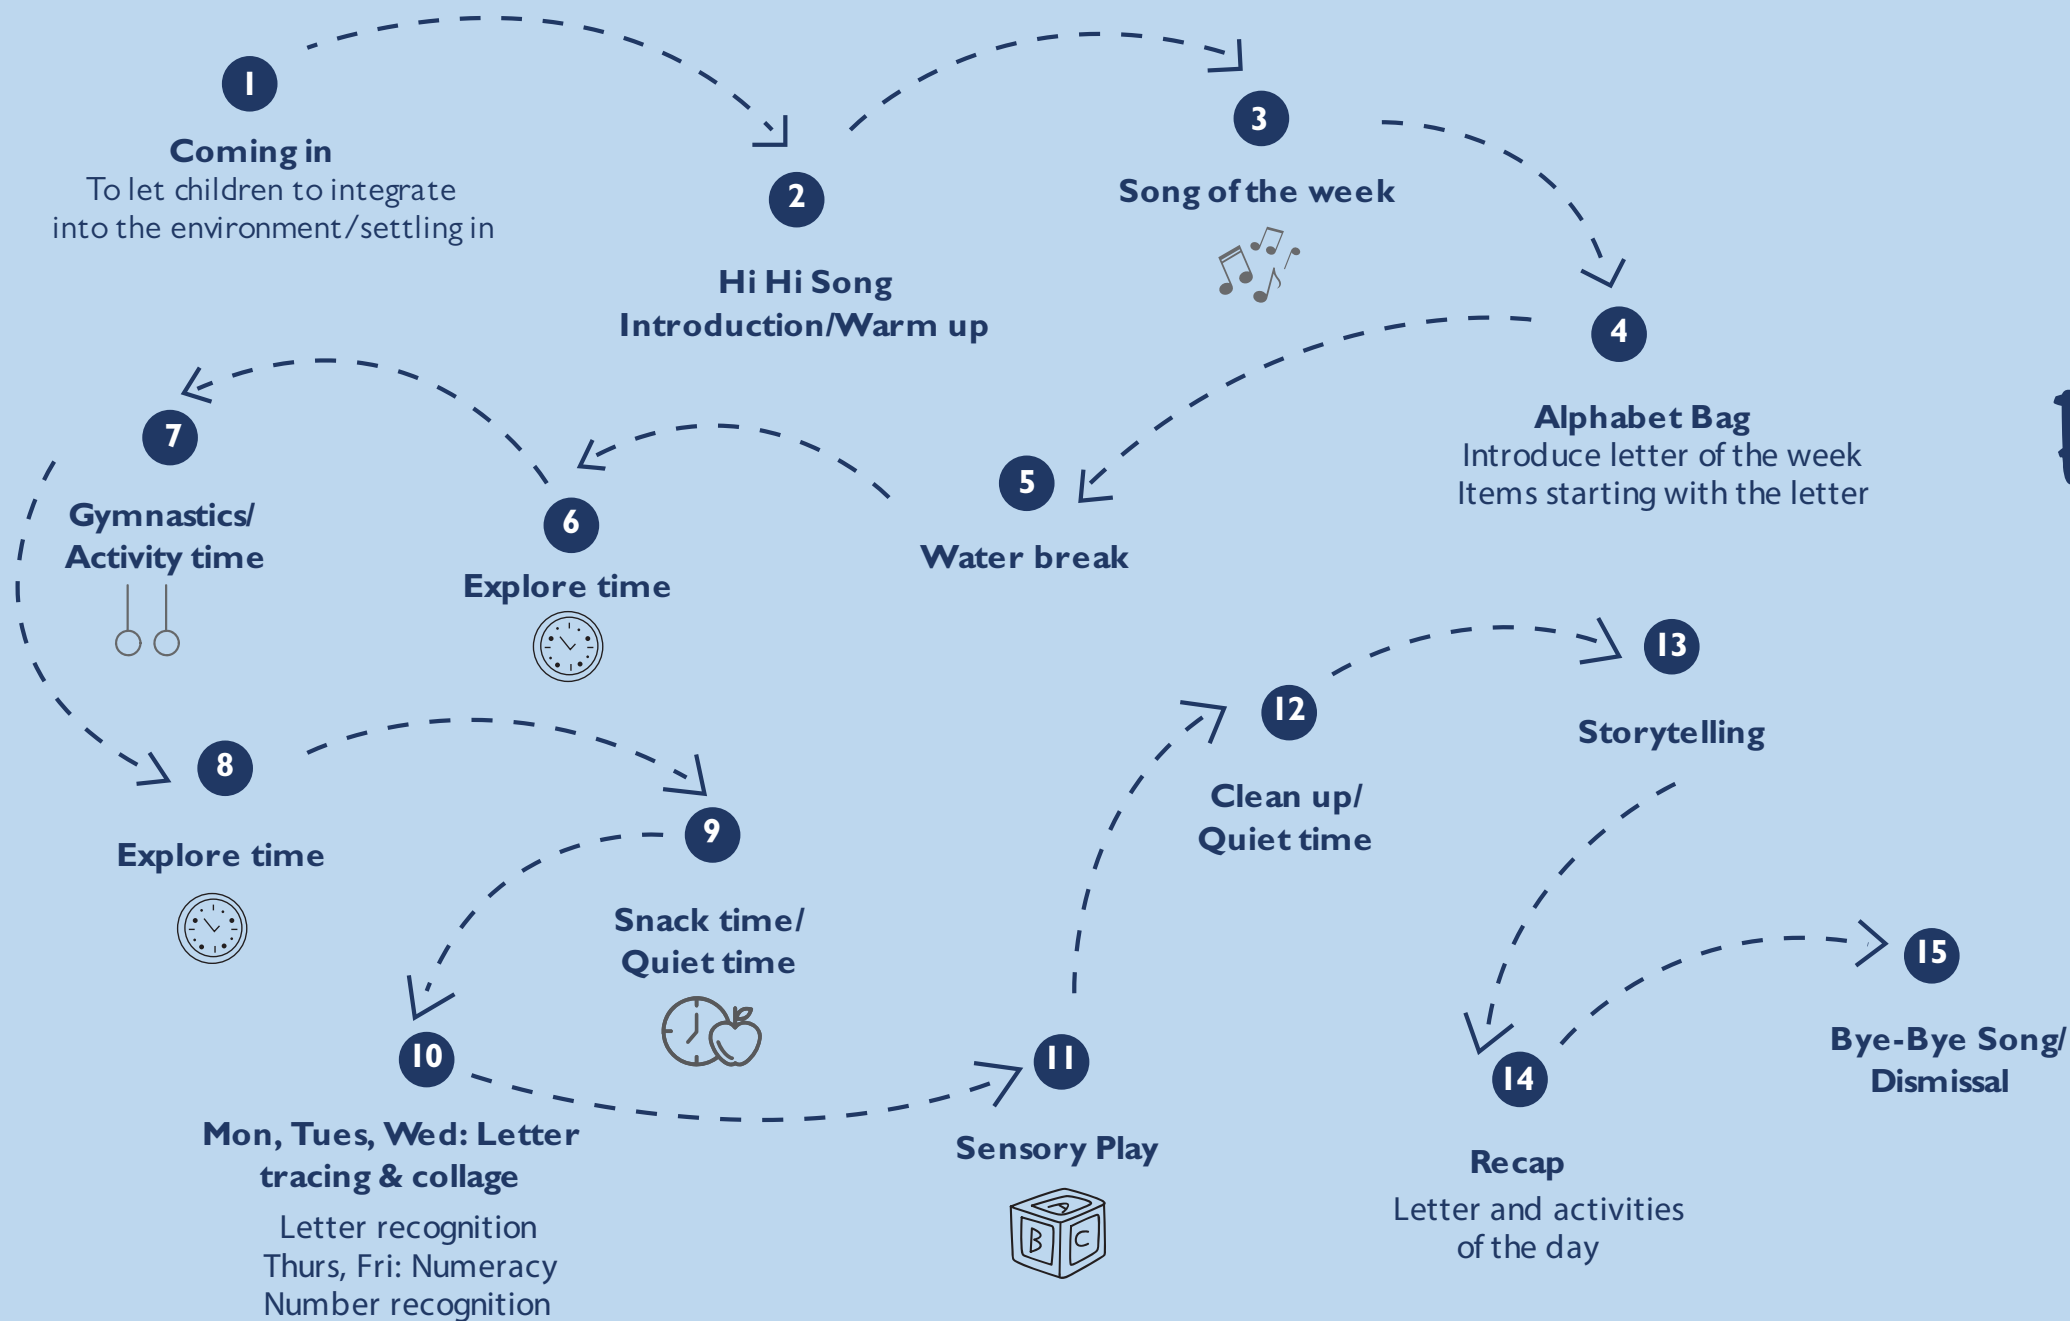 1
Coming in
To let children to integrate
into the environment/settling in
2
Hi Hi Song
Introduction/Warm up
3
Song of the week
4
Alphabet Bag
Introduce letter of the week
Items starting with the letter
5
Water break
6
Explore time
7
Gymnastics/
Activity time
8
Explore time
9
Snack time/
Quiet time
10
Mon, Tues, Wed: Letter
tracing & collage
Letter recognition
Thurs, Fri: Numeracy
Number recognition
11
Sensory Play
A
B C
12
Clean up/
Quiet time
13
Storytelling
14
Recap
Letter and activities
of the day
15
Bye-Bye Song/
Dismissal